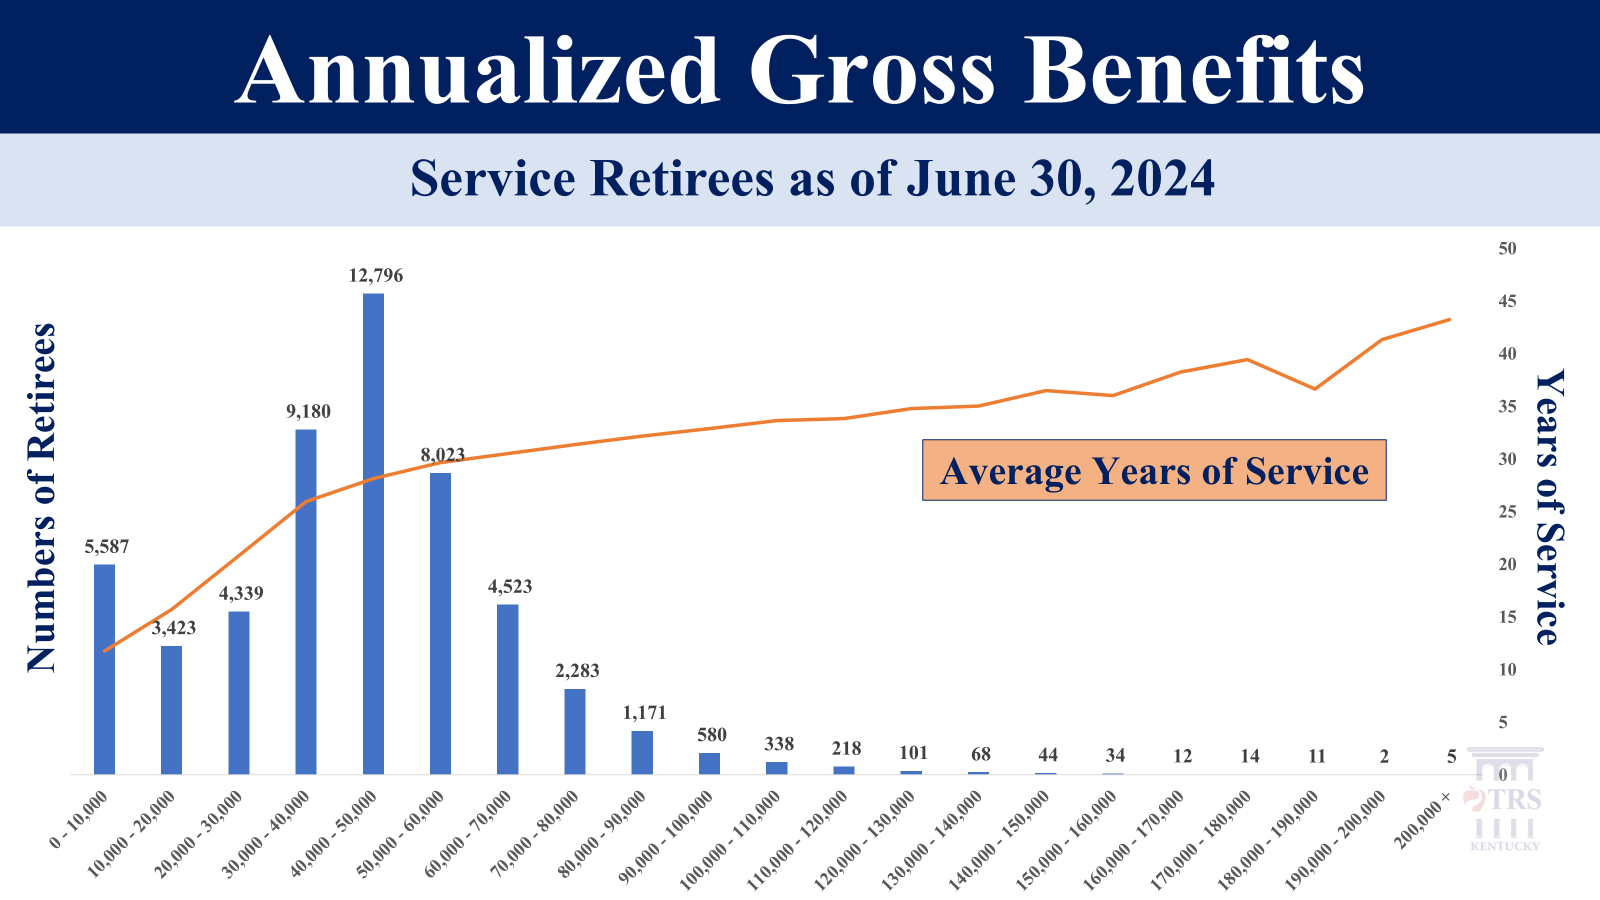 Annualized Gross Benefits
Service Retirees as of June 30, 2024
Numbers of Retirees
5,587
3,423
4,339
9,180
12,796
8,023
4,523
2,283
1,171
580
338
218
101
68
44
34
12
14
11
2
5
Average Years of Service
50
45
40
35
30
25
20
15
10
5
0
Years of Service
0 - 10,000
10,000 - 20,000
20,000 - 30,000
30,000 - 40,000
40,000 - 50,000
50,000 - 60,000
60,000 - 70,000
70,000 - 80,000
80,000 - 90,000
90,000 - 100,000
100,000 - 110,000
110,000 - 120,000
120,000 - 130,000
130,000 - 140,000
140,000 - 150,000
150,000 - 160,000
160,000 - 170,000
170,000 - 180,000
180,000 - 190,000
190,000 - 200,000
200,000 +
TRS
KENTUCKY